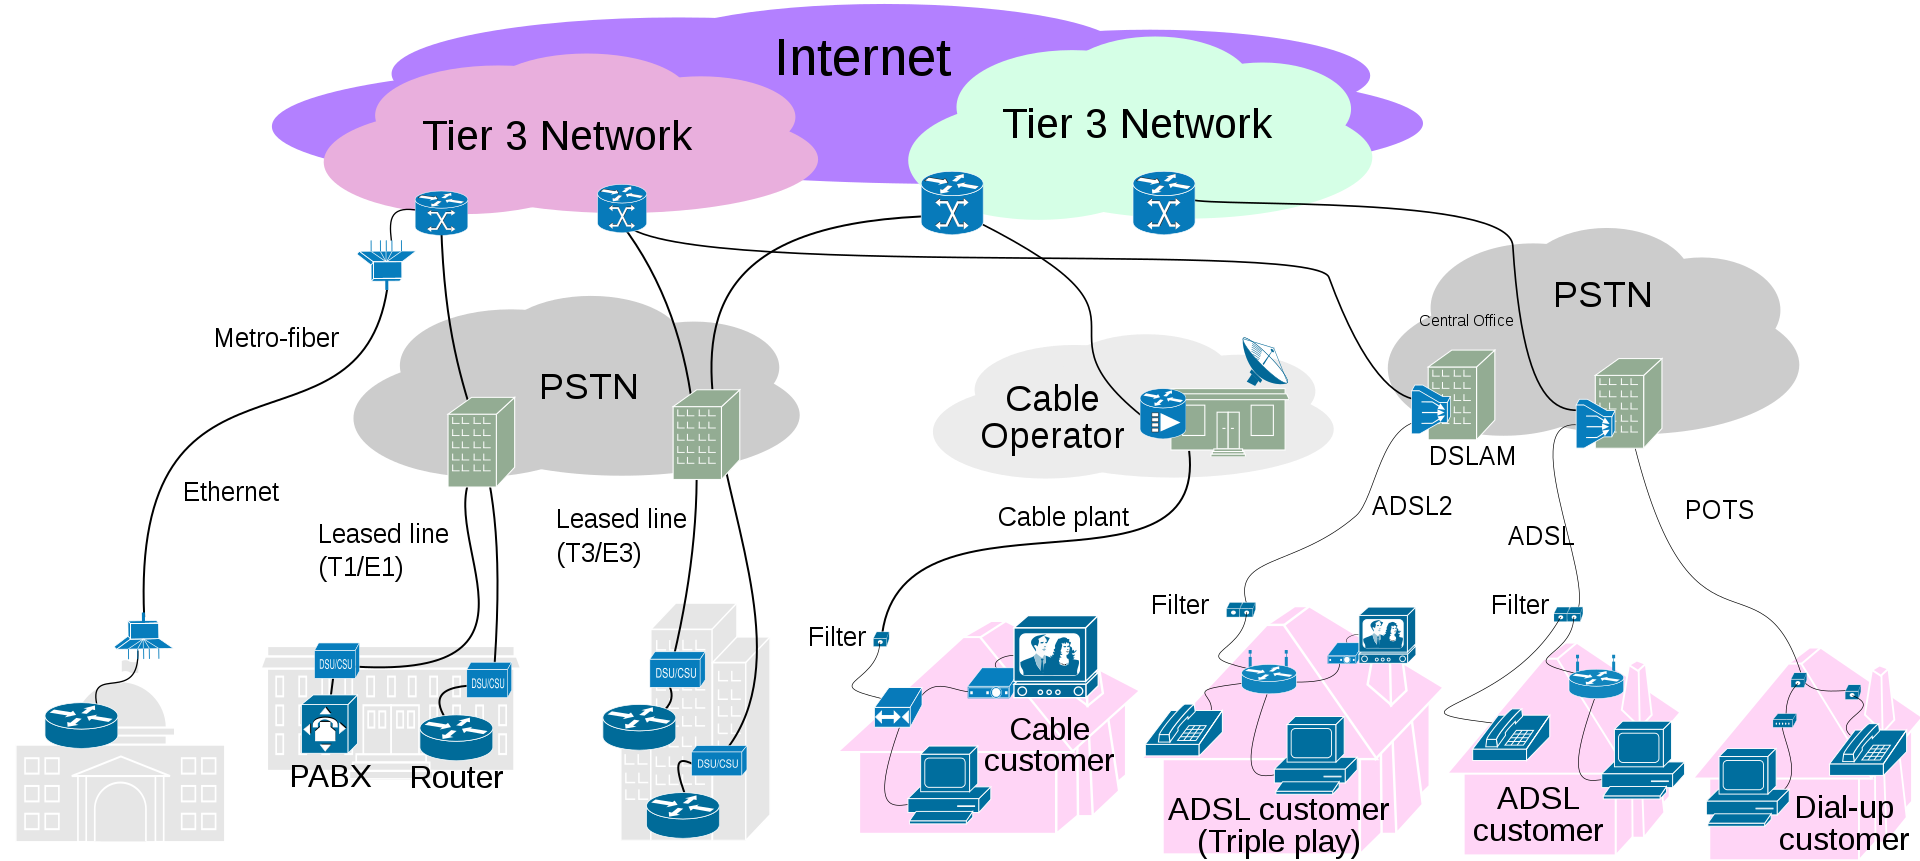 Internet
Tier 3 Network
Tier 3 Network
PSTN
Central Office
Metro-fiber
PSTN
Cable
Operator
DSLAM
Ethernet
ADSL2
POTS
Leased line
(T1/E1)
Leased line
(T3/E3)
Cable plant
ADSL
Filter
Filter
Filter
DSU/CSU
DSU/CSU
DSU/CSU
DSU/CSU
PABX
Router
Cable
customer
ADSL customer
(Triple play)
ADSL
customer
Dial-up
customer